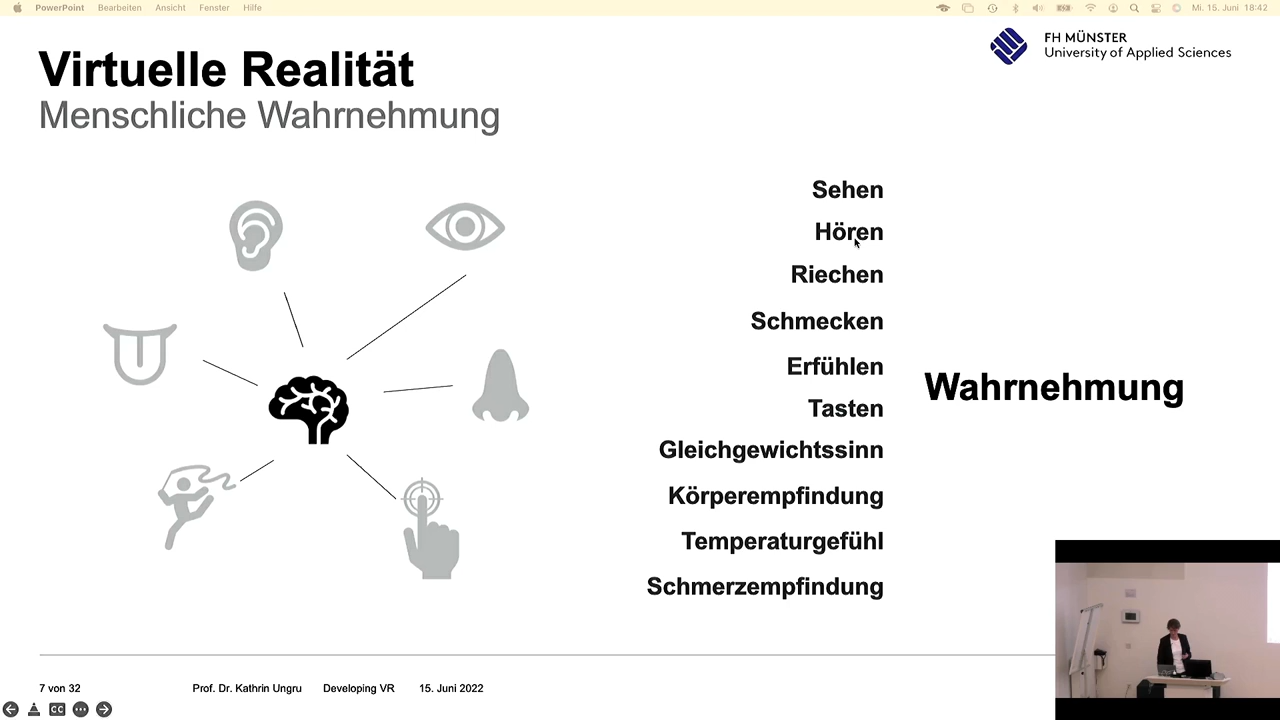 PowerPoint Bearbeiten Ansicht Fenster Hilfe
Mi. 15. Juni 18:42
FH MÜNSTER
University of Applied Sciences
Virtuelle Realität
Menschliche Wahrnehmung
Sehen
Hören
Riechen
Schmecken
Erfühlen
Tasten
Gleichgewichtssinn
Körperempfindung
Temperaturgefühl
Schmerzempfindung
Wahrnehmung
7 von 32
Prof. Dr. Kathrin Ungru
Developing VR
15. Juni 2022
CC